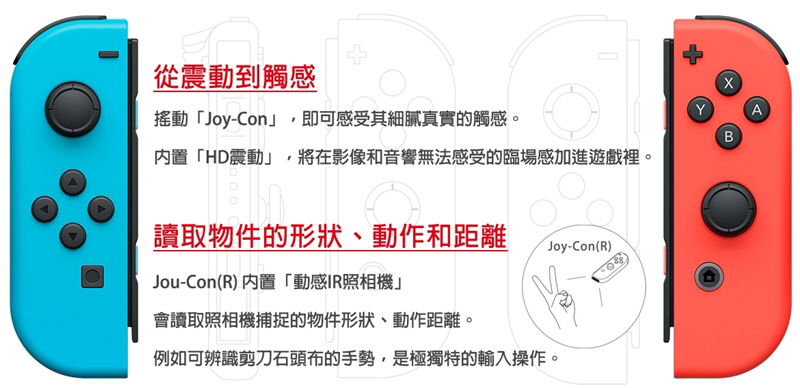 從震動到觸感
搖動「Joy-Con」，即可感受其細膩真實的觸感。
內置「HD震動」，將在影像和音響無法感受的臨場感加進遊戲裡。
讀取物件的形狀、動作和距離
Jou-Con(R) 內置「動感IR照相機」
會讀取照相機捕捉的物件形狀、動作距離。
例如可辨識剪刀石頭布的手勢，是極獨特的輸入操作。
Joy-Con(R)
X
Y
A
B